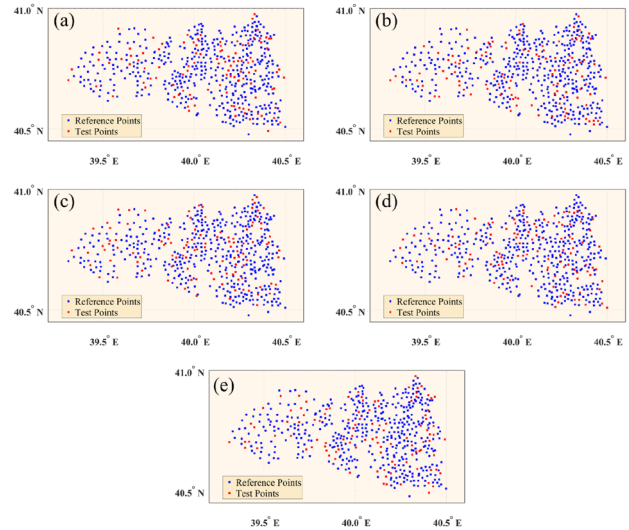 (a)
41.0° N
40.5° N
Reference Points
Test Points
39.5° E
40.0° E
40.5° E
(b)
41.0° N
40.5° N
Reference Points
Test Points
39.5° E
40.0° E
40.5° E
(c)
41.0° N
40.5° N
Reference Points
Test Points
39.5° E
40.0° E
40.5° E
(d)
41.0° N
40.5° N
Reference Points
Test Points
39.5° E
40.0° E
40.5° E
(e)
41.0° N
40.5° N
Reference Points
Test Points
39.5° E
40.0° E
40.5° E